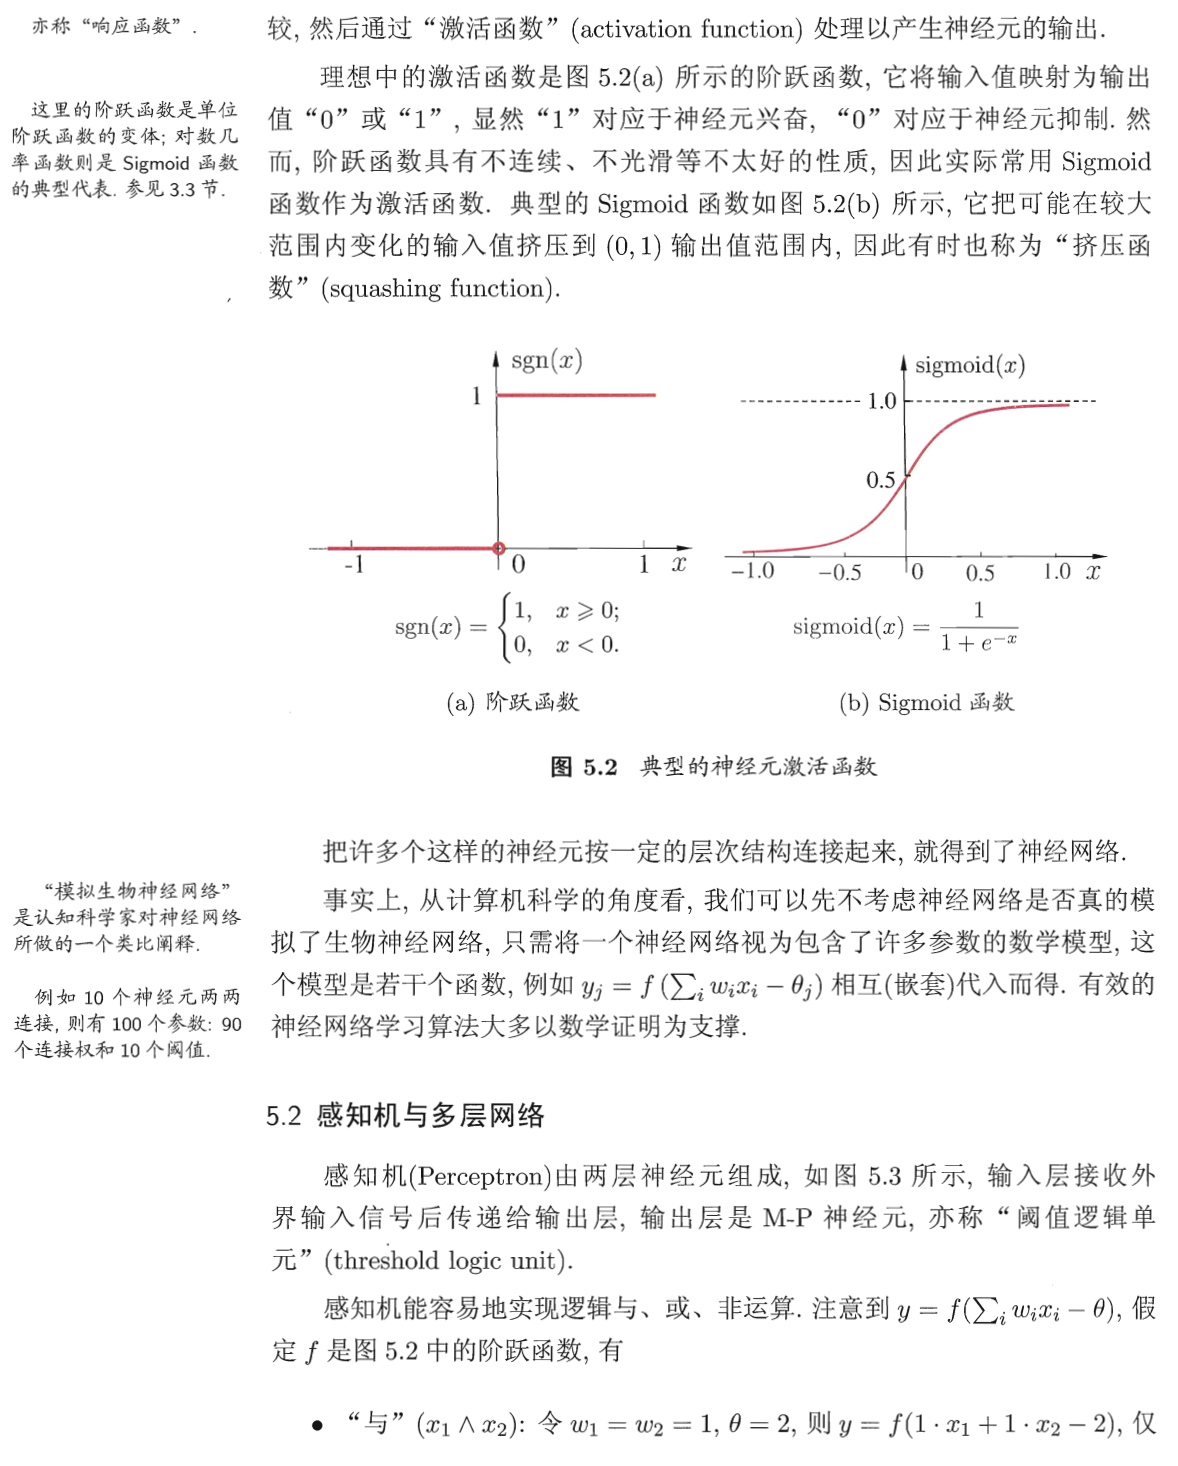 亦称“响应函数”.
较, 然后通过“激活函数”(activation function) 处理以产生神经元的输出.
理想中的激活函数是图 5.2(a) 所示的阶跃函数, 它将输入值映射为输出
这里的阶跃函数是单位
阶跃函数的变体; 对数几
率函数则是 Sigmoid 函数
的典型代表. 参见 3.3 节.
值“0”或“1”, 显然“1”对应于神经元兴奋, “0”对应于神经元抑制. 然
而, 阶跃函数具有不连续、不光滑等不太好的性质, 因此实际常用 Sigmoid
函数作为激活函数. 典型的 Sigmoid 函数如图 5.2(b) 所示, 它把可能在较大
范围内变化的输入值挤压到 (0, 1) 输出值范围内, 因此有时也称为“挤压函
数”(squashing function).
sgn(x)
1
-1
0
1
x
sgn(x) = { 1, x ⩾ 0;
0, x < 0.
(a) 阶跃函数
sigmoid(x)
1.0
0.5
−1.0
−0.5
0
0.5
1.0
x
sigmoid(x) = 1 / (1 + e^{−x})
(b) Sigmoid 函数
图 5.2 典型的神经元激活函数
把许多个这样的神经元按一定的层次结构连接起来, 就得到了神经网络.
“模拟生物神经网络”
是认知科学家对神经网络
所做的一个类比阐释.
事实上, 从计算机科学的角度看, 我们可以先不考虑神经网络是否真的模
拟了生物神经网络, 只需将一个神经网络视为包含了许多参数的数学模型, 这
个模型是若干个函数, 例如 y_j = f (∑_i w_i x_i − θ_j) 相互(嵌套)代入而得. 有效的
神经网络学习算法大多以数学证明为支撑.
例如 10 个神经元两两
连接, 则有 100 个参数: 90
个连接权和 10 个阈值.
5.2 感知机与多层网络
感知机(Perceptron)由两层神经元组成, 如图 5.3 所示, 输入层接收外
界输入信号后传递给输出层, 输出层是 M-P 神经元, 亦称“阈值逻辑单
元”(threshold logic unit).
感知机能容易地实现逻辑与、或、非运算. 注意到 y = f(∑_i w_i x_i − θ), 假
定 f 是图 5.2 中的阶跃函数, 有
• “与”(x₁ ∧ x₂): 令 w₁ = w₂ = 1, θ = 2, 则 y = f(1 · x₁ + 1 · x₂ − 2), 仅